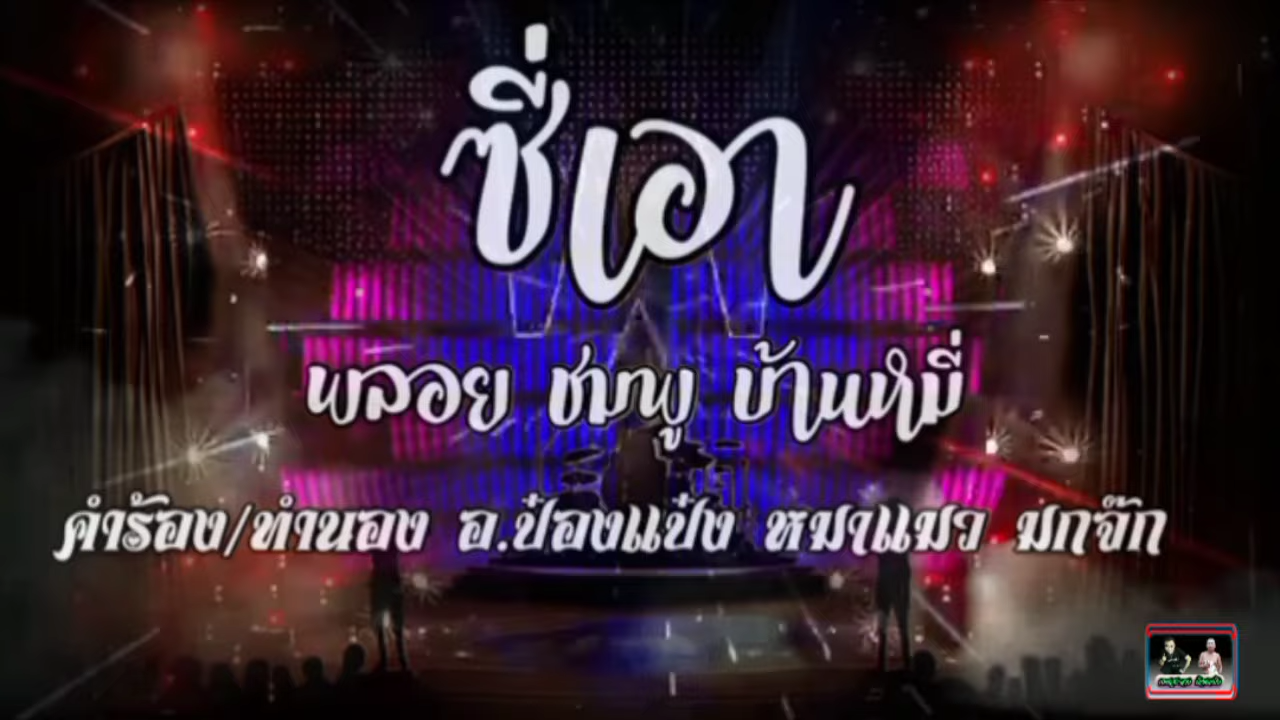 ซี่เอา
พลอย ชมพู บ้านหมี่
คำร้อง/ทำนอง อ.ป๋องแป๋ง หมาแมว มกจ๊ก